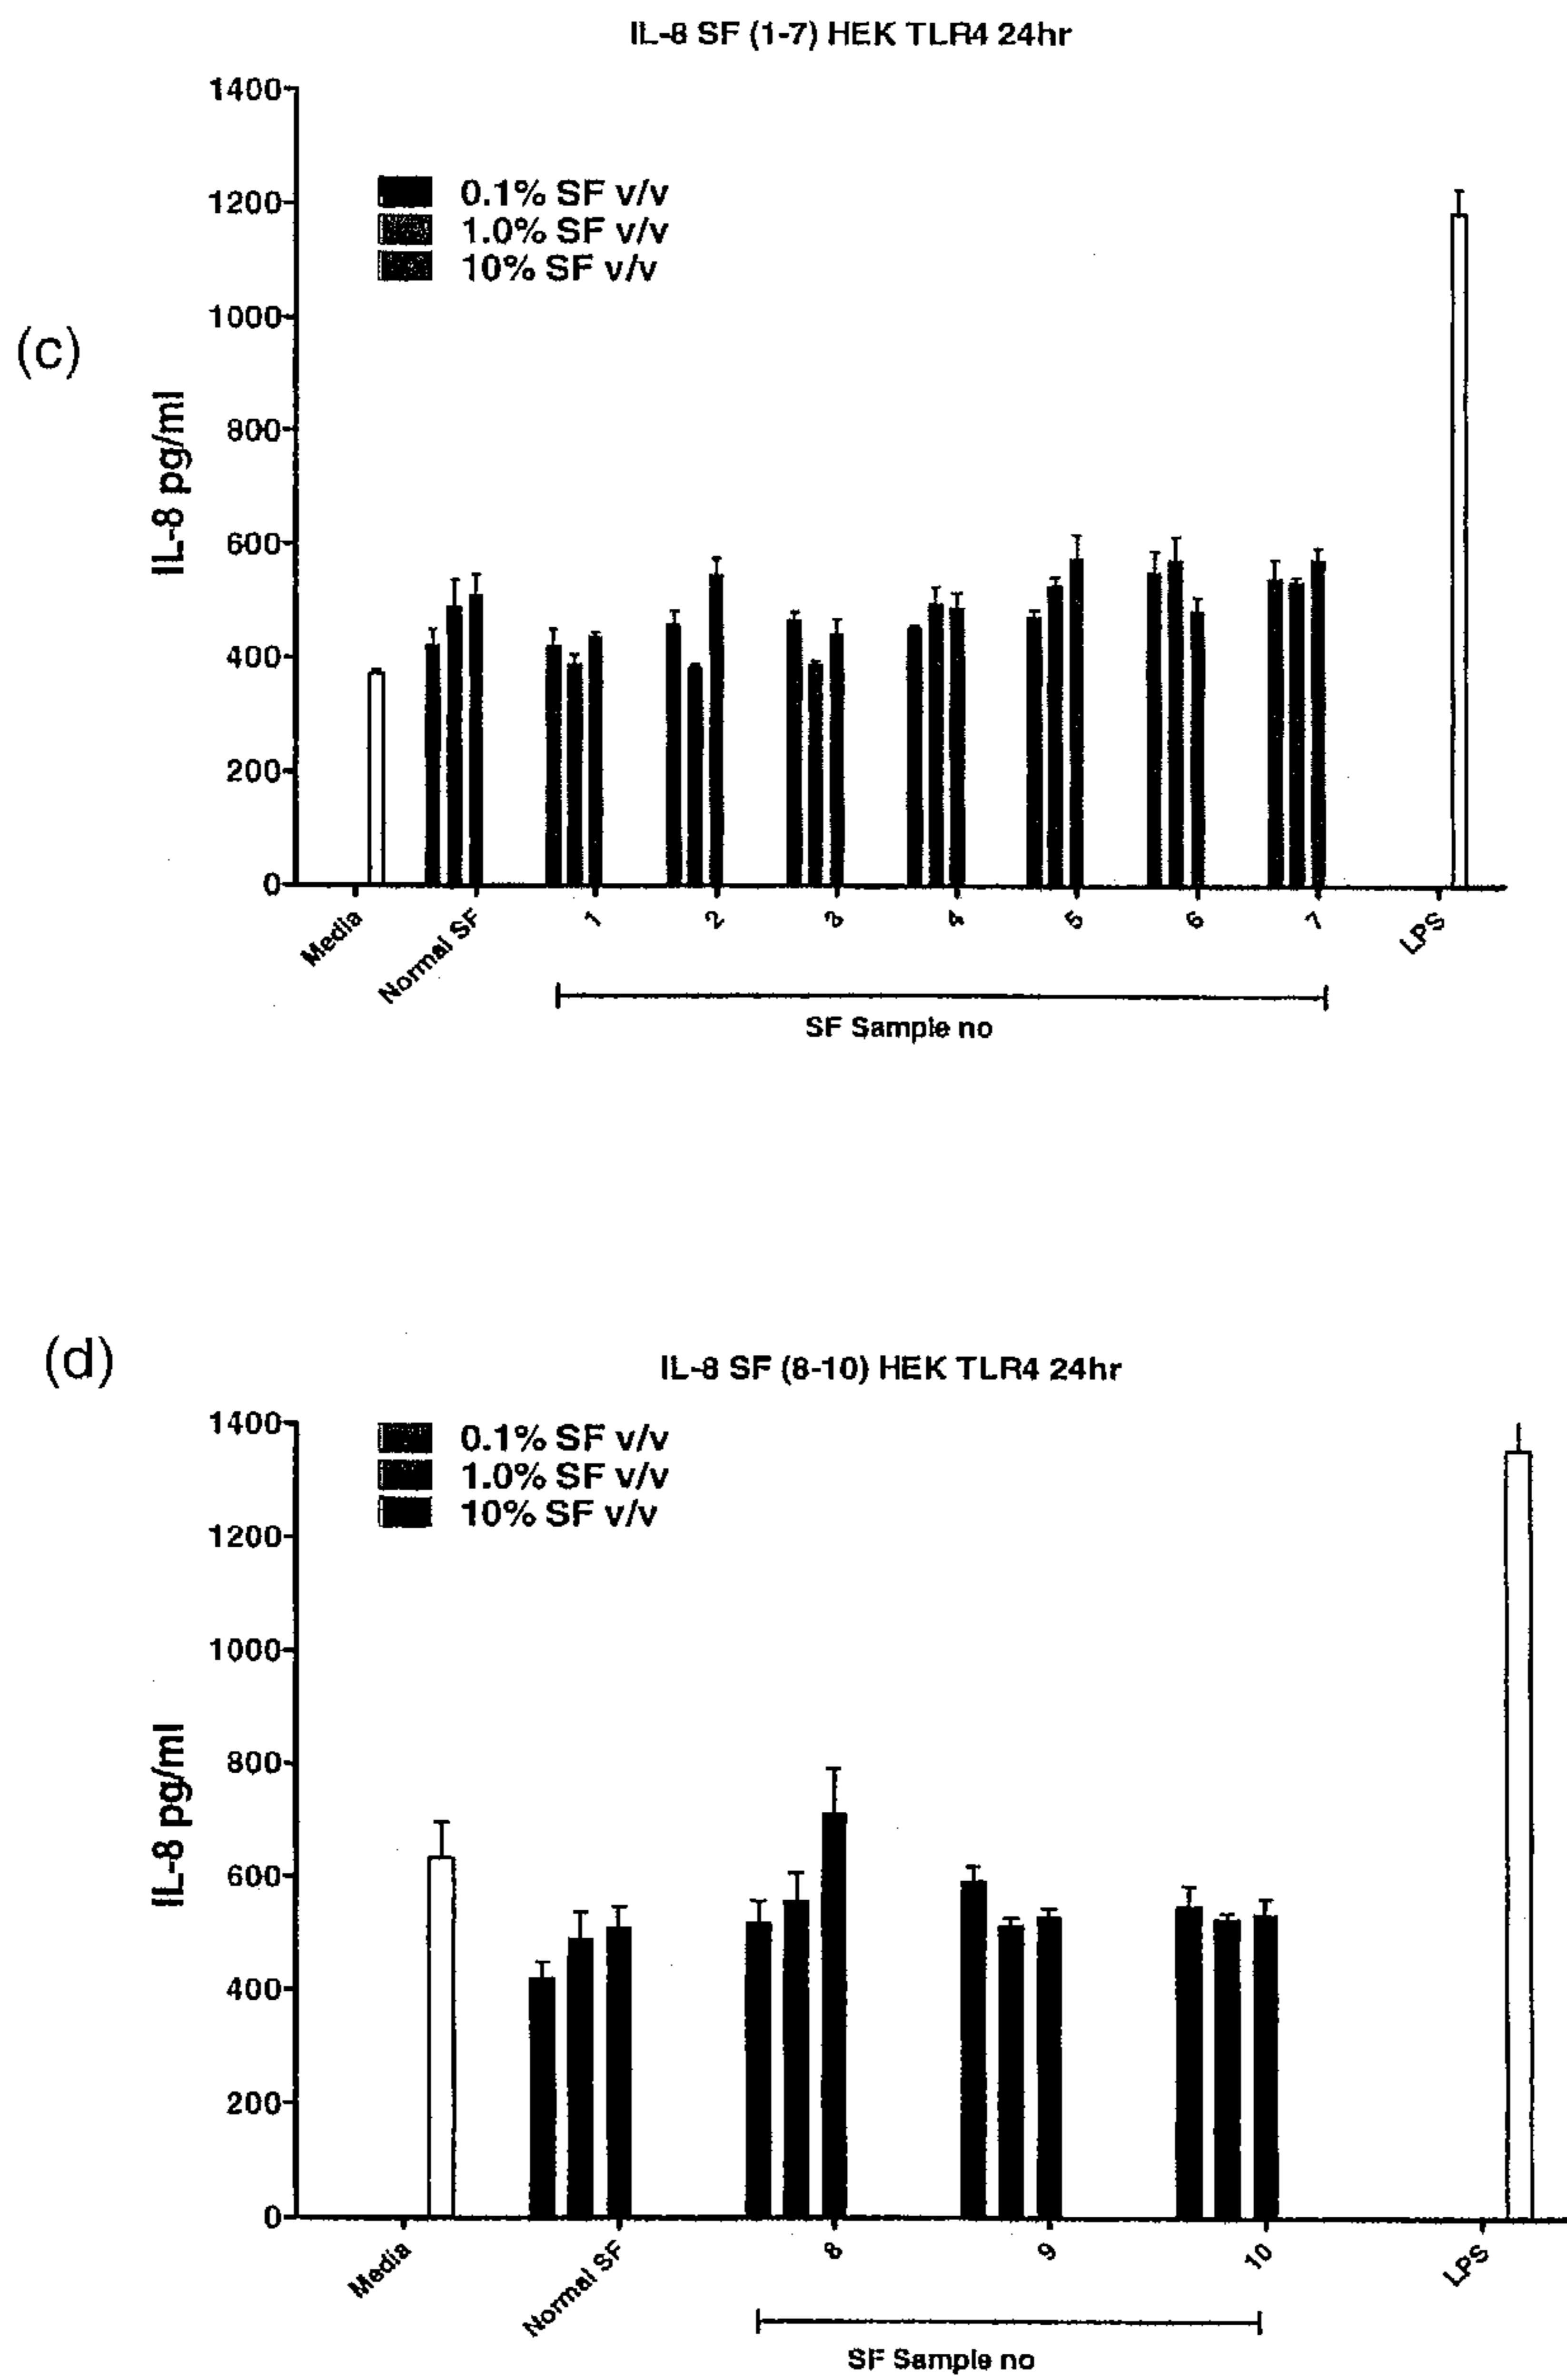 IL-8 SF (1-7) HEK TLR4 24hr
1400
0.1% SF v/v
1200
1.0% SF v/v
10% SF v/v
1000
(c)
IL-8 pg/ml
800
600
400
200
0
Media
Normal SF
1
2
3
4
5
6
7
LPS
SF Sample no
(d)
IL-8 SF (8-10) HEK TLR4 24hr
1400
0.1% SF v/v
1.0% SF v/v
10% SF v/v
1200
1000
IL-8 pg/ml
800
600
400
200
0
Media
Normal SF
8
9
10
LPS
SF Sample no